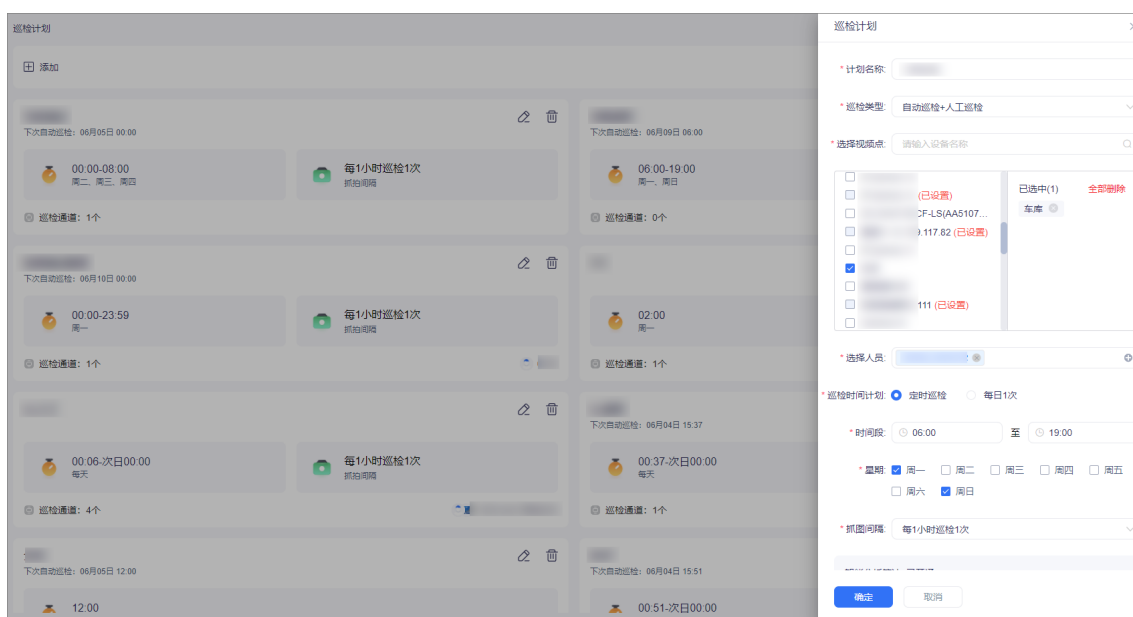 巡检计划
添加
下次自动巡检：06月05日 00:00
00:00-08:00
周二、周三、周四
每1小时巡检1次
抓拍间隔
巡检通道：1个
下次自动巡检：06月09日 06:00
06:00-19:00
周一、周日
巡检通道：0个
下次自动巡检：06月10日 00:00
00:00-23:59
周一
每1小时巡检1次
抓拍间隔
巡检通道：1个
02:00
周一
巡检通道：1个
00:06-次日00:00
每天
每1小时巡检1次
抓拍间隔
巡检通道：4个
下次自动巡检：06月04日 15:37
00:37-次日00:00
每天
巡检通道：1个
下次自动巡检：06月05日 12:00
12:00
下次自动巡检：06月04日 15:51
00:51-次日00:00
巡检计划
*计划名称:
*巡检类型: 自动巡检+人工巡检
*选择视频点: 请输入设备名称
(已设置)
CF-LS(AA5107...
9.117.82 (已设置)
111 (已设置)
已选中(1) 全部删除
车库
*选择人员:
*巡检时间计划: 定时巡检 每日1次
*时间段: 06:00 至 19:00
*星期: 周一 周二 周三 周四 周五
周六 周日
*抓图间隔: 每1小时巡检1次
确定 取消